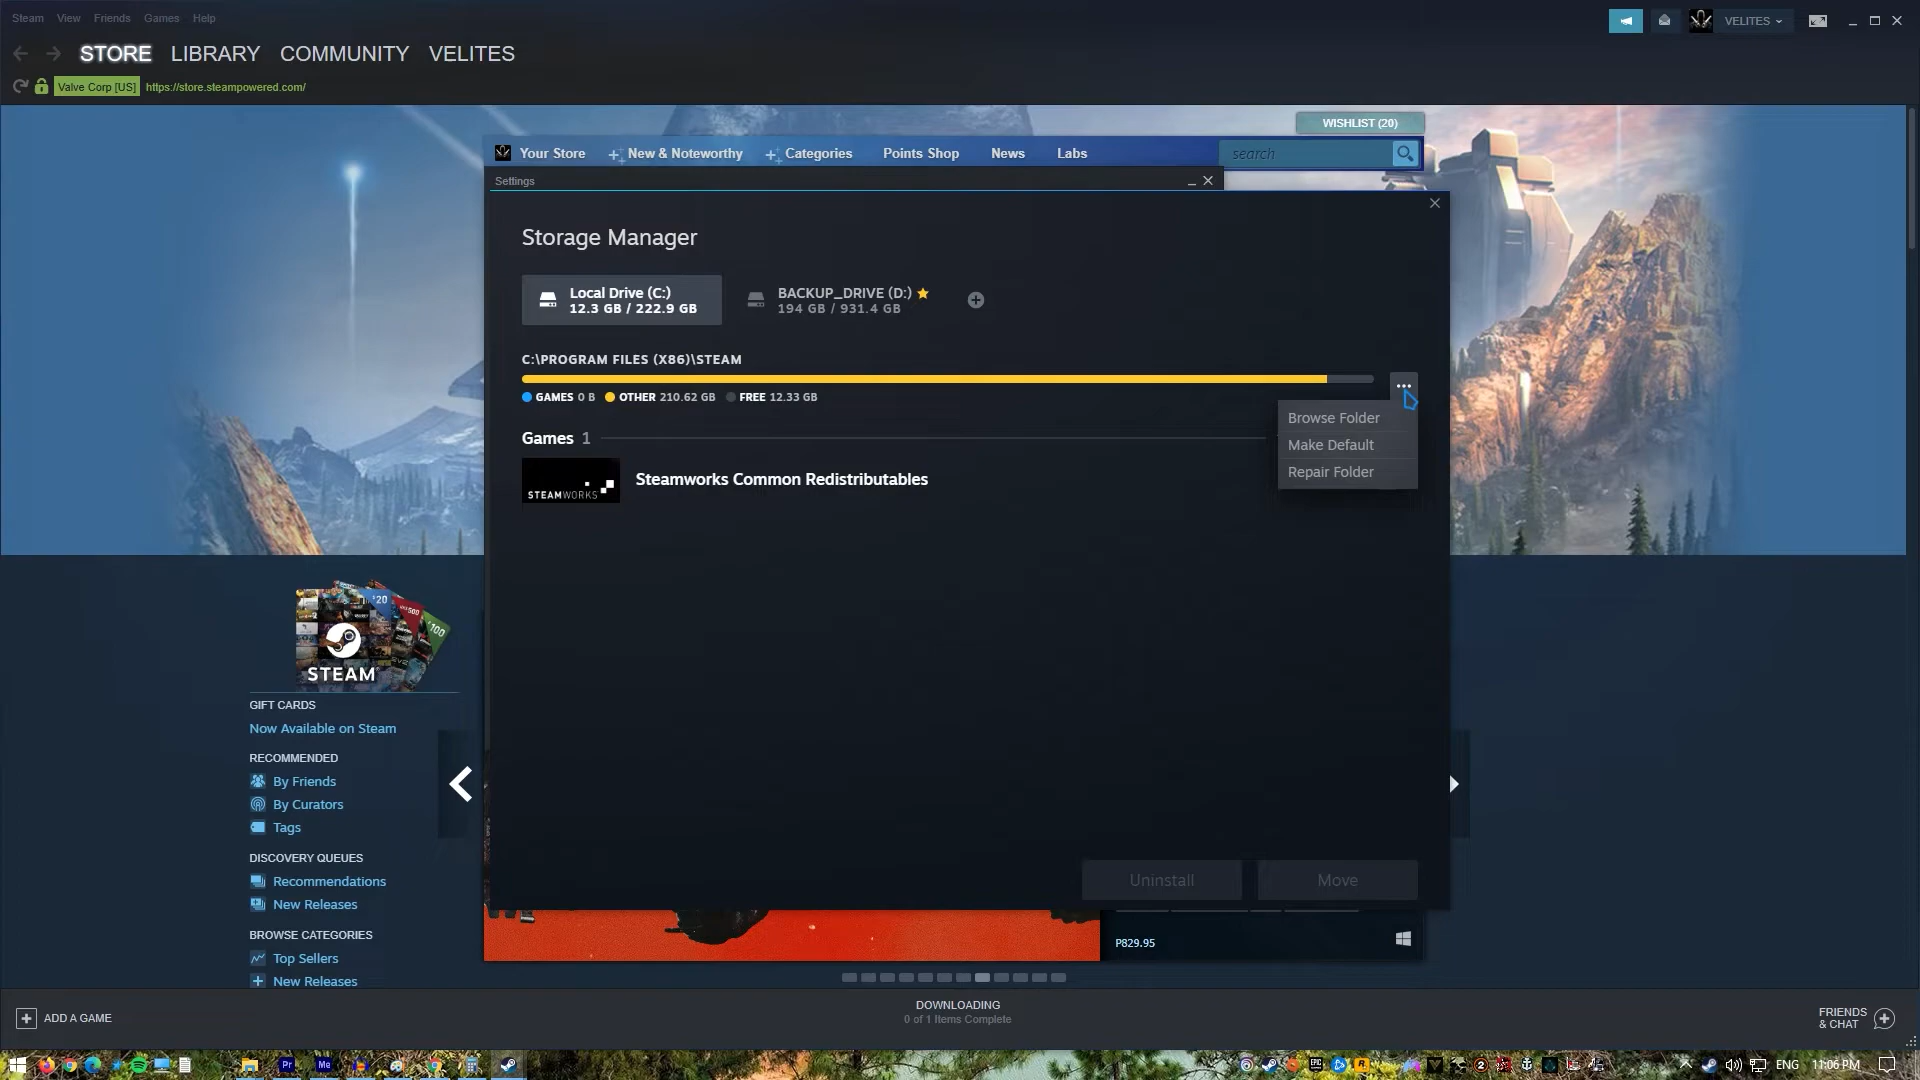 Steam View Friends Games Help
VELITES
STORE LIBRARY COMMUNITY VELITES
Valve Corp [US] https://store.steampowered.com/
WISHLIST (20)
Your Store New & Noteworthy Categories Points Shop News Labs
search
Settings
Storage Manager
Local Drive (C:)
12.3 GB / 222.9 GB
BACKUP_DRIVE (D:)
194 GB / 931.4 GB
C:\PROGRAM FILES (X86)\STEAM
GAMES 0 B OTHER 210.62 GB FREE 12.33 GB
Browse Folder
Make Default
Repair Folder
Games 1
STEAMWORKS
Steamworks Common Redistributables
STEAM
GIFT CARDS
Now Available on Steam
RECOMMENDED
By Friends
By Curators
Tags
DISCOVERY QUEUES
Recommendations
New Releases
BROWSE CATEGORIES
Top Sellers
New Releases
Uninstall Move
P829.95
ADD A GAME
DOWNLOADING
0 of 1 Items Complete
FRIENDS
& CHAT
Pr Me
ENG 11:06 PM